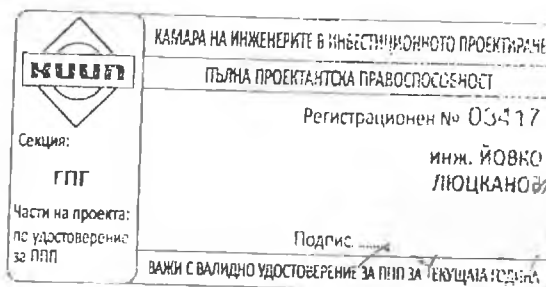 КАМАРА НА ИНЖЕНЕРИТЕ В ИНВЕСТИЦИОННОТО ПРОЕКТИРАНЕ
КИИП
ПЪЛНА ПРОЕКТАНТСКА ПРАВОСПОСОБНОСТ
Регистрационен № 03417
Секция:
ГПГ
инж. ЙОВКО
ЛЮЦКАНОВ
Части на проекта:
по удостоверение
за ППП
Подпис
ВАЖИ С ВАЛИДНО УДОСТОВЕРЕНИЕ ЗА ППП ЗА ТЕКУЩАТА ГОДИНА